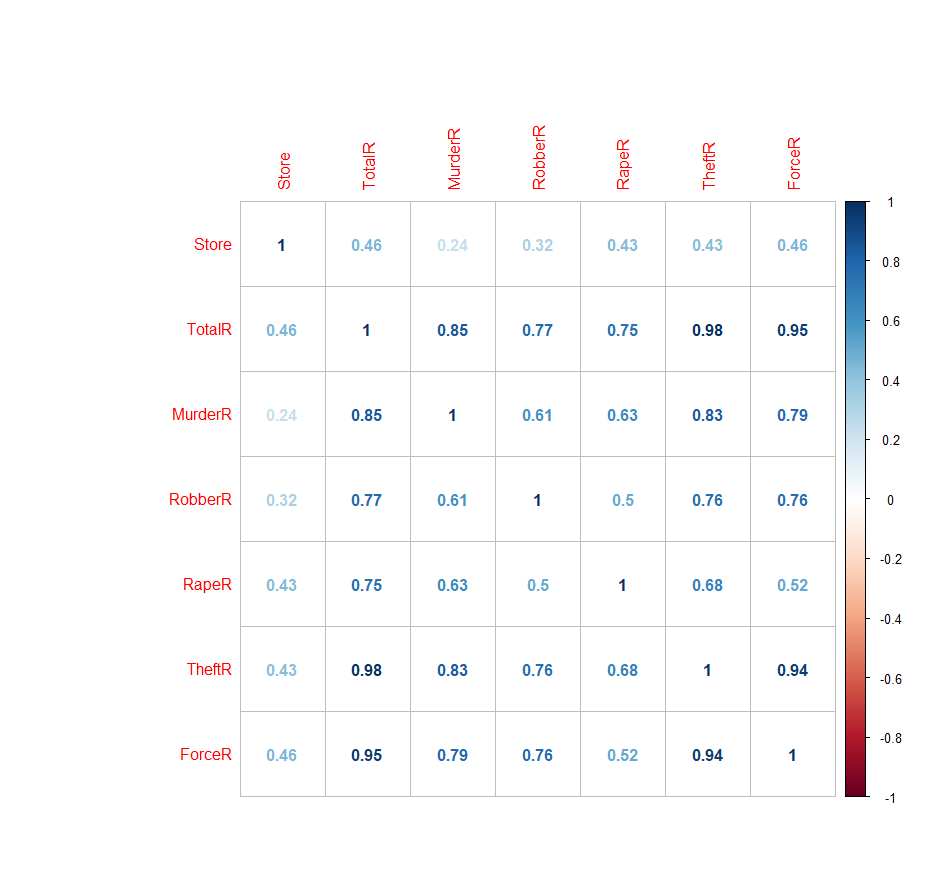 Store TotalR MurderR RobberR RapeR TheftR ForceR
Store 1 0.46 0.24 0.32 0.43 0.43 0.46
TotalR 0.46 1 0.85 0.77 0.75 0.98 0.95
MurderR 0.24 0.85 1 0.61 0.63 0.83 0.79
RobberR 0.32 0.77 0.61 1 0.5 0.76 0.76
RapeR 0.43 0.75 0.63 0.5 1 0.68 0.52
TheftR 0.43 0.98 0.83 0.76 0.68 1 0.94
ForceR 0.46 0.95 0.79 0.76 0.52 0.94 1
1
0.8
0.6
0.4
0.2
0
-0.2
-0.4
-0.6
-0.8
-1